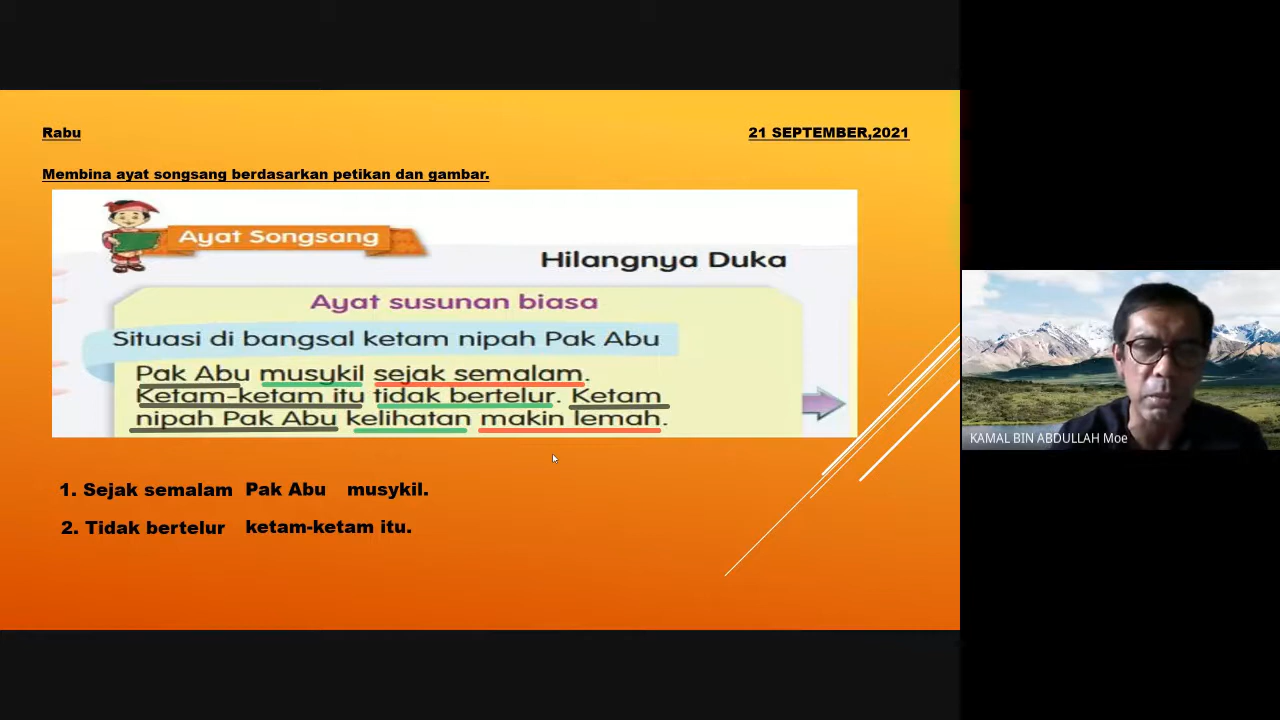 Rabu
21 SEPTEMBER,2021
Membina ayat songsang berdasarkan petikan dan gambar.
Ayat Songsang
Hilangnya Duka
Ayat susunan biasa
Situasi di bangsal ketam nipah Pak Abu
Pak Abu musykil sejak semalam.
Ketam-ketam itu tidak bertelur. Ketam
nipah Pak Abu kelihatan makin lemah.
1. Sejak semalam Pak Abu musykil.
2. Tidak bertelur ketam-ketam itu.
KAMAL BIN ABDULLAH Moe